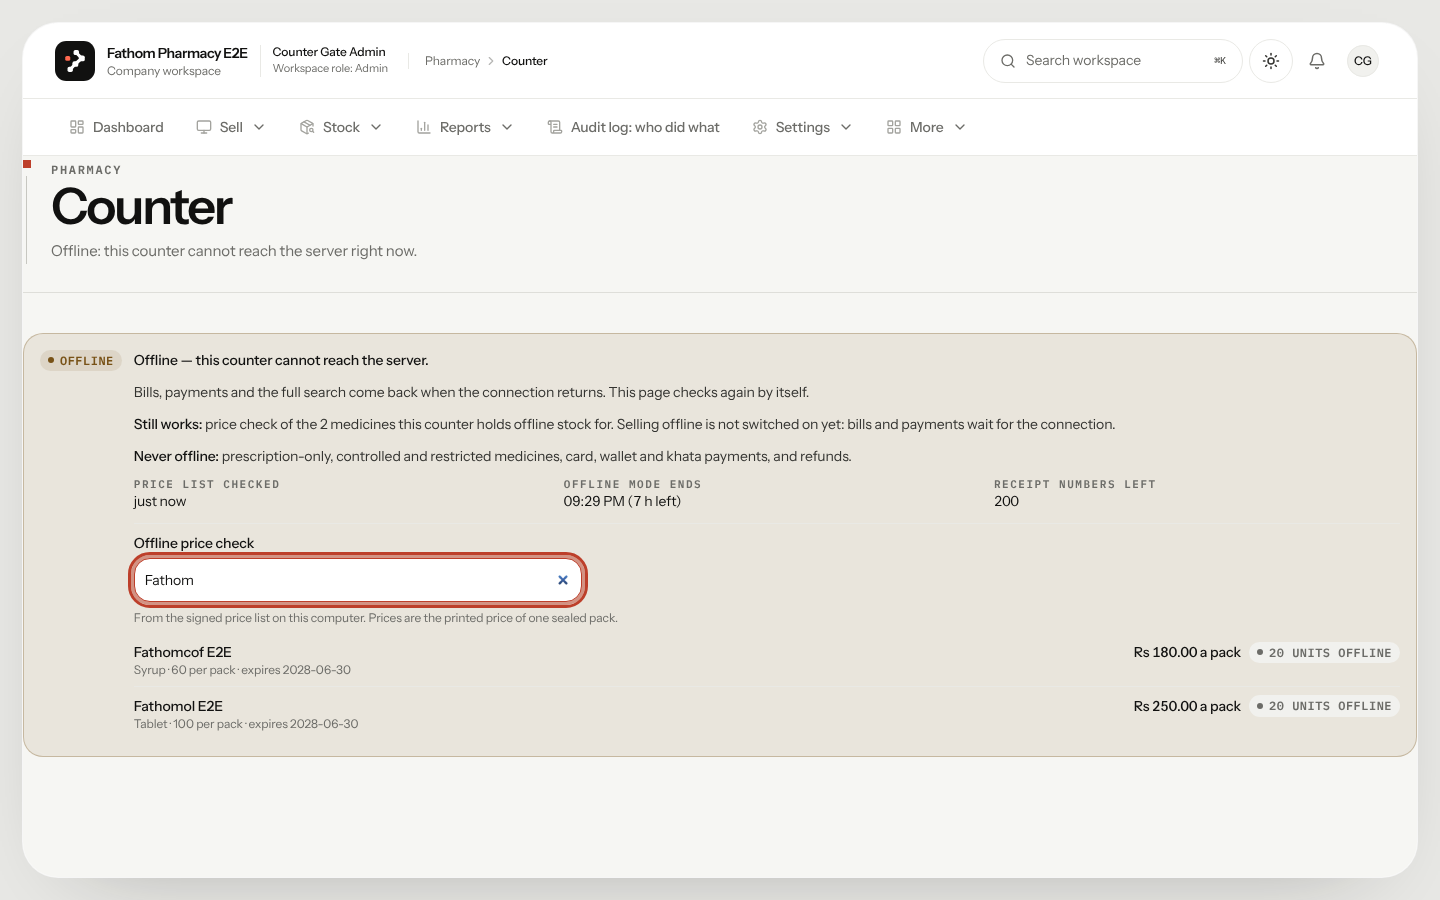 Fathom Pharmacy E2E
Company workspace
Counter Gate Admin
Workspace role: Admin
Pharmacy > Counter
Search workspace
⌘K
CG
Dashboard
Sell
Stock
Reports
Audit log: who did what
Settings
More
PHARMACY
Counter
Offline: this counter cannot reach the server right now.
OFFLINE
Offline — this counter cannot reach the server.
Bills, payments and the full search come back when the connection returns. This page checks again by itself.
Still works: price check of the 2 medicines this counter holds offline stock for. Selling offline is not switched on yet: bills and payments wait for the connection.
Never offline: prescription-only, controlled and restricted medicines, card, wallet and khata payments, and refunds.
PRICE LIST CHECKED
just now
OFFLINE MODE ENDS
09:29 PM (7 h left)
RECEIPT NUMBERS LEFT
200
Offline price check
Fathom
From the signed price list on this computer. Prices are the printed price of one sealed pack.
Fathomcof E2E
Syrup · 60 per pack · expires 2028-06-30
Rs 180.00 a pack
20 UNITS OFFLINE
Fathomol E2E
Tablet · 100 per pack · expires 2028-06-30
Rs 250.00 a pack
20 UNITS OFFLINE